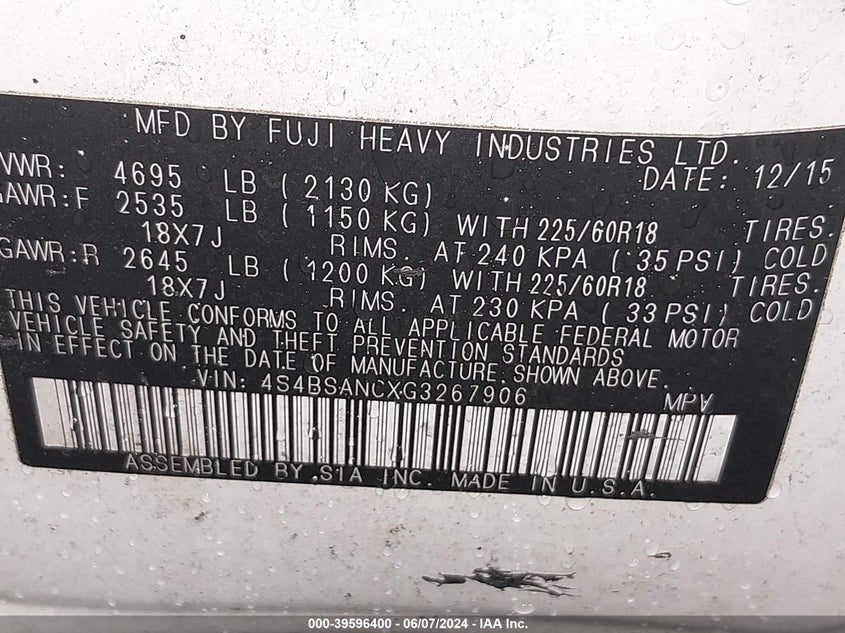 MFD BY FUJI HEAVY INDUSTRIES LTD.
VWR: 4695 LB ( 2130 KG) DATE: 12/15
GAWR:F 2535 LB ( 1150 KG) WITH 225/60R18 TIRES.
18X7J RIMS. AT 240 KPA ( 35 PSI) COLD
GAWR:R 2645 LB ( 1200 KG) WITH 225/60R18 TIRES.
18X7J RIMS. AT 230 KPA ( 33 PSI) COLD
THIS VEHICLE CONFORMS TO ALL APPLICABLE FEDERAL MOTOR
VEHICLE SAFETY AND THEFT PREVENTION STANDARDS
IN EFFECT ON THE DATE OF MANUFACTURE SHOWN ABOVE.
VIN: 4S4BSANCXG3267906 MPV
ASSEMBLED BY SIA INC. MADE IN U.S.A.
000-39596400 - 06/07/2024 - IAA Inc.